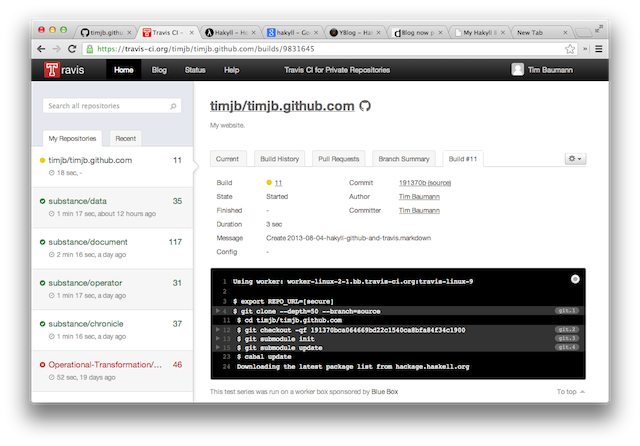 timjb.github
Travis CI –
Hakyll – Ho
hakyll – Go
YBlog – Hak
Blog now p
My Hakyll B
New Tab
https://travis-ci.org/timjb/timjb.github.com/builds/9831645
Travis
Home
Blog
Status
Help
Travis CI for Private Repositories
Tim Baumann
Search all repositories
My Repositories
Recent
timjb/timjb.github.com 11
18 sec, -
substance/data 35
1 min 17 sec, about 12 hours ago
substance/document 117
2 min 16 sec, a day ago
substance/operator 31
1 min 17 sec, a day ago
substance/chronicle 37
1 min 16 sec, a day ago
Operational-Transformation/... 46
52 sec, 19 days ago
timjb/timjb.github.com
My website.
Current
Build History
Pull Requests
Branch Summary
Build #11
Build 11 Commit 191370b (source)
State Started Author Tim Baumann
Finished - Committer Tim Baumann
Duration 3 sec
Message Create 2013-08-04-hakyll-github-and-travis.markdown
Config -
1 Using worker: worker-linux-2-1.bb.travis-ci.org:travis-linux-9
2
3 $ export REPO_URL=[secure]
4 $ git clone --depth=50 --branch=source git.1
11 $ cd timjb/timjb.github.com
12 $ git checkout -qf git.2
13 $ git submodule init git.3
15 $ git submodule update git.4
23 $ cabal update
24 Downloading the latest package list from hackage.haskell.org
This test series was run on a worker box sponsored by Blue Box
To top